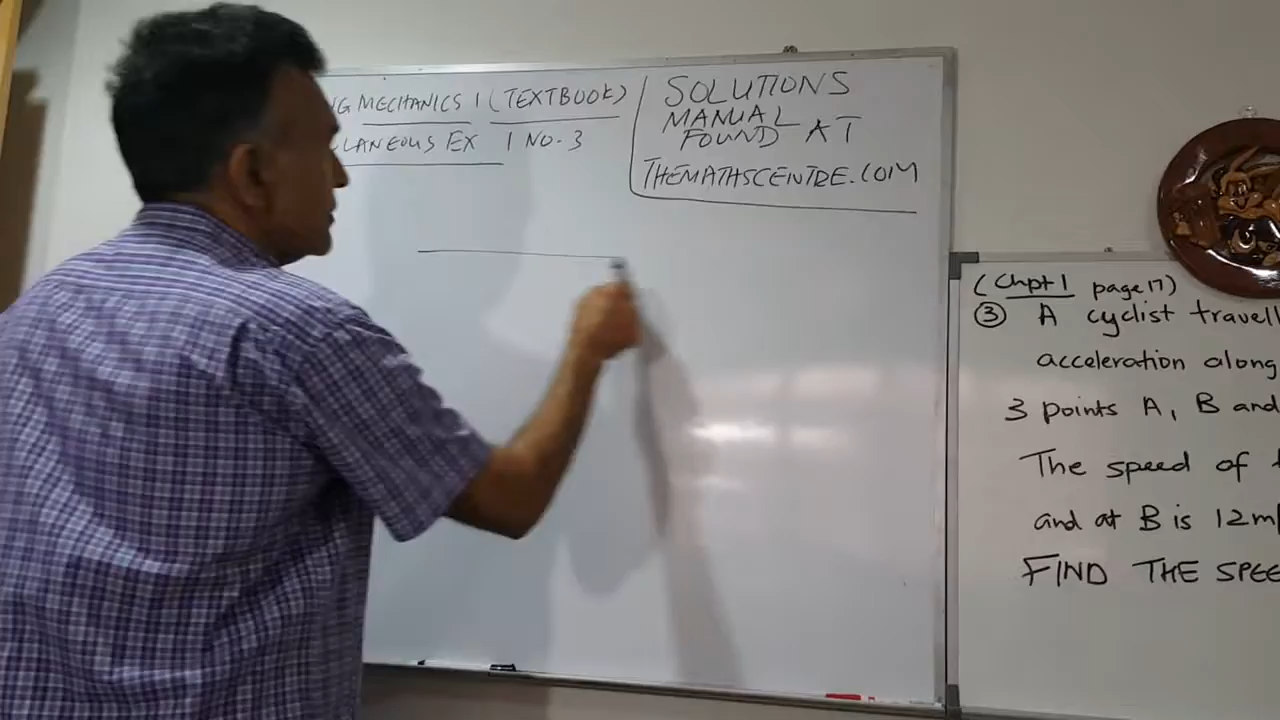 NG MECHANICS 1 (TEXTBOOK)
LANEOUS EX 1 NO. 3
SOLUTIONS
MANUAL
FOUND AT
THEMATHSCENTRE.COM
(Chpt 1 page 17)
③ A cyclist travell
acceleration along
3 points A, B and
The speed of
and at B is 12m/
FIND THE SPEE